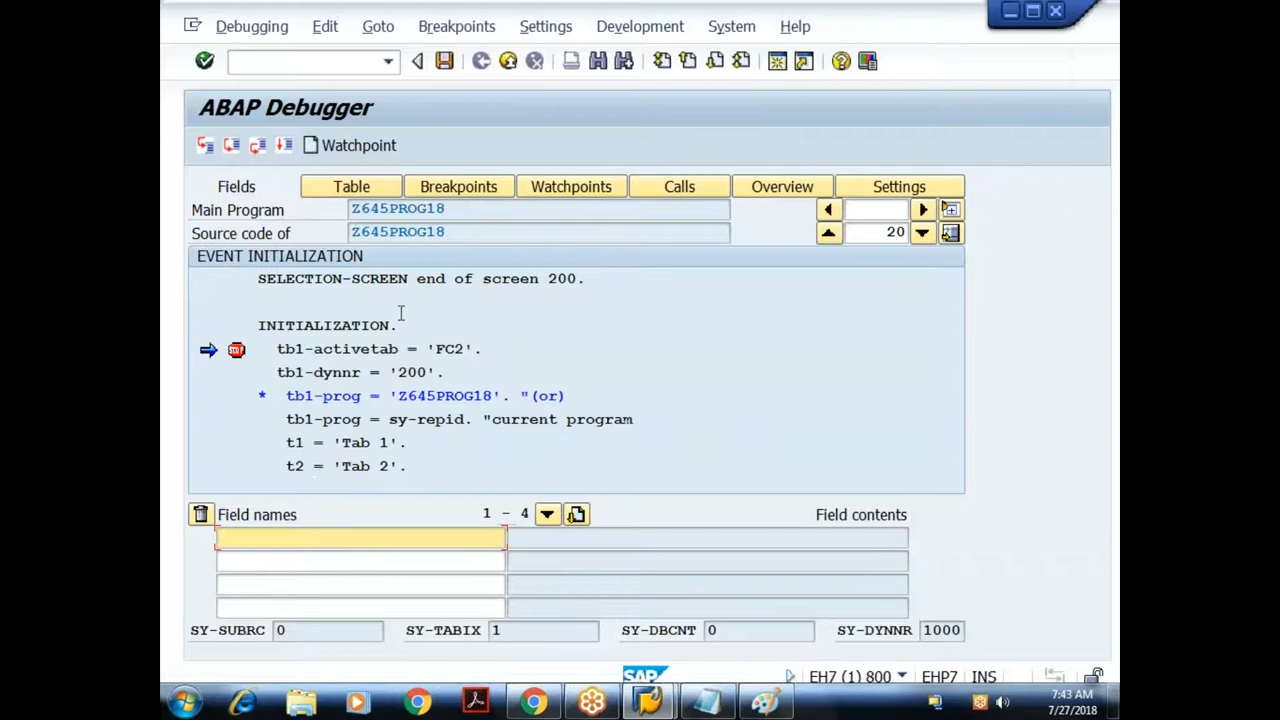 Debugging Edit Goto Breakpoints Settings Development System Help
ABAP Debugger
Watchpoint
Fields Table Breakpoints Watchpoints Calls Overview Settings
Main Program Z645PROG18
Source code of Z645PROG18 20
EVENT INITIALIZATION
SELECTION-SCREEN end of screen 200.
INITIALIZATION.
STOP tb1-activetab = 'FC2'.
tb1-dynnr = '200'.
* tb1-prog = 'Z645PROG18'. "(or)
tb1-prog = sy-repid. "current program
t1 = 'Tab 1'.
t2 = 'Tab 2'.
Field names 1 - 4 Field contents
SY-SUBRC 0 SY-TABIX 1 SY-DBCNT 0 SY-DYNNR 1000
SAP EH7 (1) 800 EHP7 INS
7:43 AM
7/27/2018